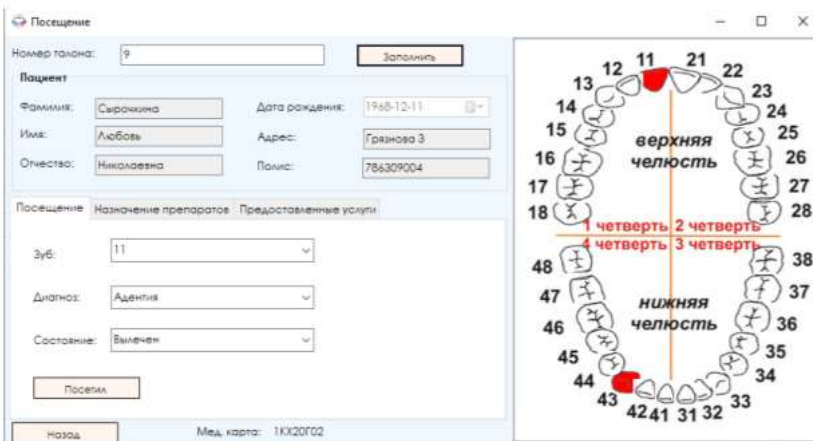 Посещение
Номер талона: 9 Заполнить
Пациент
Фамилия: Сырочкина Дата рождения: 1968-12-11
Имя: Любовь Адрес: Грязнова 3
Отчество: Николаевна Полис: 786309004
Посещение Назначение препаратов Предоставленные услуги
Зуб: 11
Диагноз: Адентия
Состояние: Вылечен
Посетил
Назад Мед. карта: 1КХ20Г02
11 21
12 22
13 23
14 24
15 25
16 26
17 27
18 28
верхняя
челюсть
1 четверть 2 четверть
4 четверть 3 четверть
48 38
47 37
46 36
45 35
44 34
43 33
42 41 31 32
нижняя
челюсть